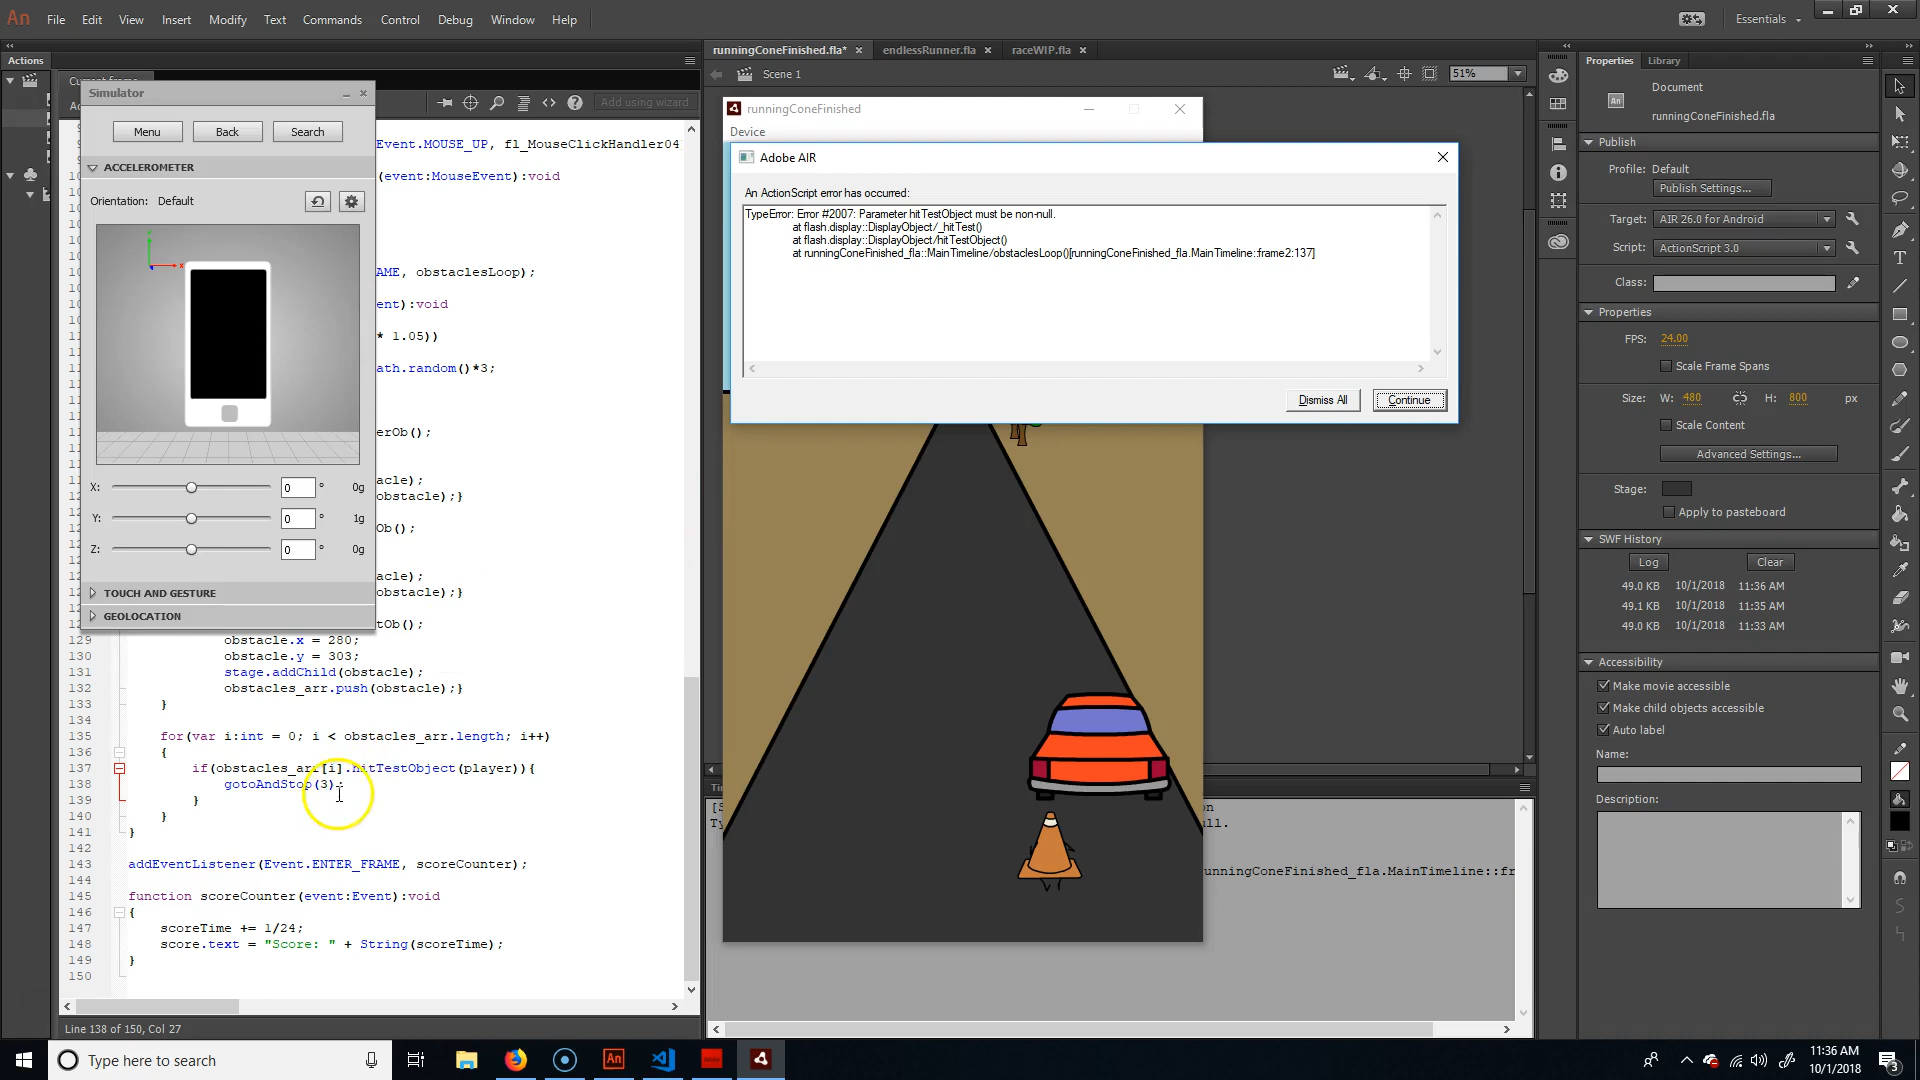 An File Edit View Insert Modify Text Commands Control Debug Window Help Essentials
Actions
Current frame
Add using wizard
Simulator
Menu Back Search
ACCELEROMETER
Orientation: Default
X: 0 ° 0g
Y: 0 ° 1g
Z: 0 ° 0g
TOUCH AND GESTURE
GEOLOCATION
Event.MOUSE_UP, fl_MouseClickHandler04
(event:MouseEvent):void
AME, obstaclesLoop);
ent):void
* 1.05))
ath.random()*3;
erOb();
acle);
obstacle);}
Ob();
acle);
obstacle);}
tOb();
129 obstacle.x = 280;
130 obstacle.y = 303;
131 stage.addChild(obstacle);
132 obstacles_arr.push(obstacle);}
133 }
134
135 for(var i:int = 0; i < obstacles_arr.length; i++)
136 {
137 if(obstacles_arr[i].hitTestObject(player)){
138 gotoAndStop(3);
139 }
140 }
141 }
142
143 addEventListener(Event.ENTER_FRAME, scoreCounter);
144
145 function scoreCounter(event:Event):void
146 {
147 scoreTime += 1/24;
148 score.text = "Score: " + String(scoreTime);
149 }
150
Line 138 of 150, Col 27
runningConeFinished.fla* × endlessRunner.fla × raceWIP.fla ×
Scene 1 51%
runningConeFinished
Device
Adobe AIR
An ActionScript error has occurred:
TypeError: Error #2007: Parameter hitTestObject must be non-null.
at flash.display::DisplayObject/_hitTest()
at flash.display::DisplayObject/hitTestObject()
at runningConeFinished_fla::MainTimeline/obstaclesLoop()[runningConeFinished_fla.MainTimeline::frame2:137]
Dismiss All Continue
unningConeFinished_fla.MainTimeline::fr
Properties Library
Document
An runningConeFinished.fla
Publish
Profile: Default
Publish Settings...
Target: AIR 26.0 for Android
Script: ActionScript 3.0
Class:
Properties
FPS: 24.00
Scale Frame Spans
Size: W: 480 H: 800 px
Scale Content
Advanced Settings...
Stage:
Apply to pasteboard
SWF History
Log Clear
49.0 KB 10/1/2018 11:36 AM
49.1 KB 10/1/2018 11:35 AM
49.0 KB 10/1/2018 11:33 AM
Accessibility
Make movie accessible
Make child objects accessible
Auto label
Name:
Description:
Type here to search
An
11:36 AM
10/1/2018
3